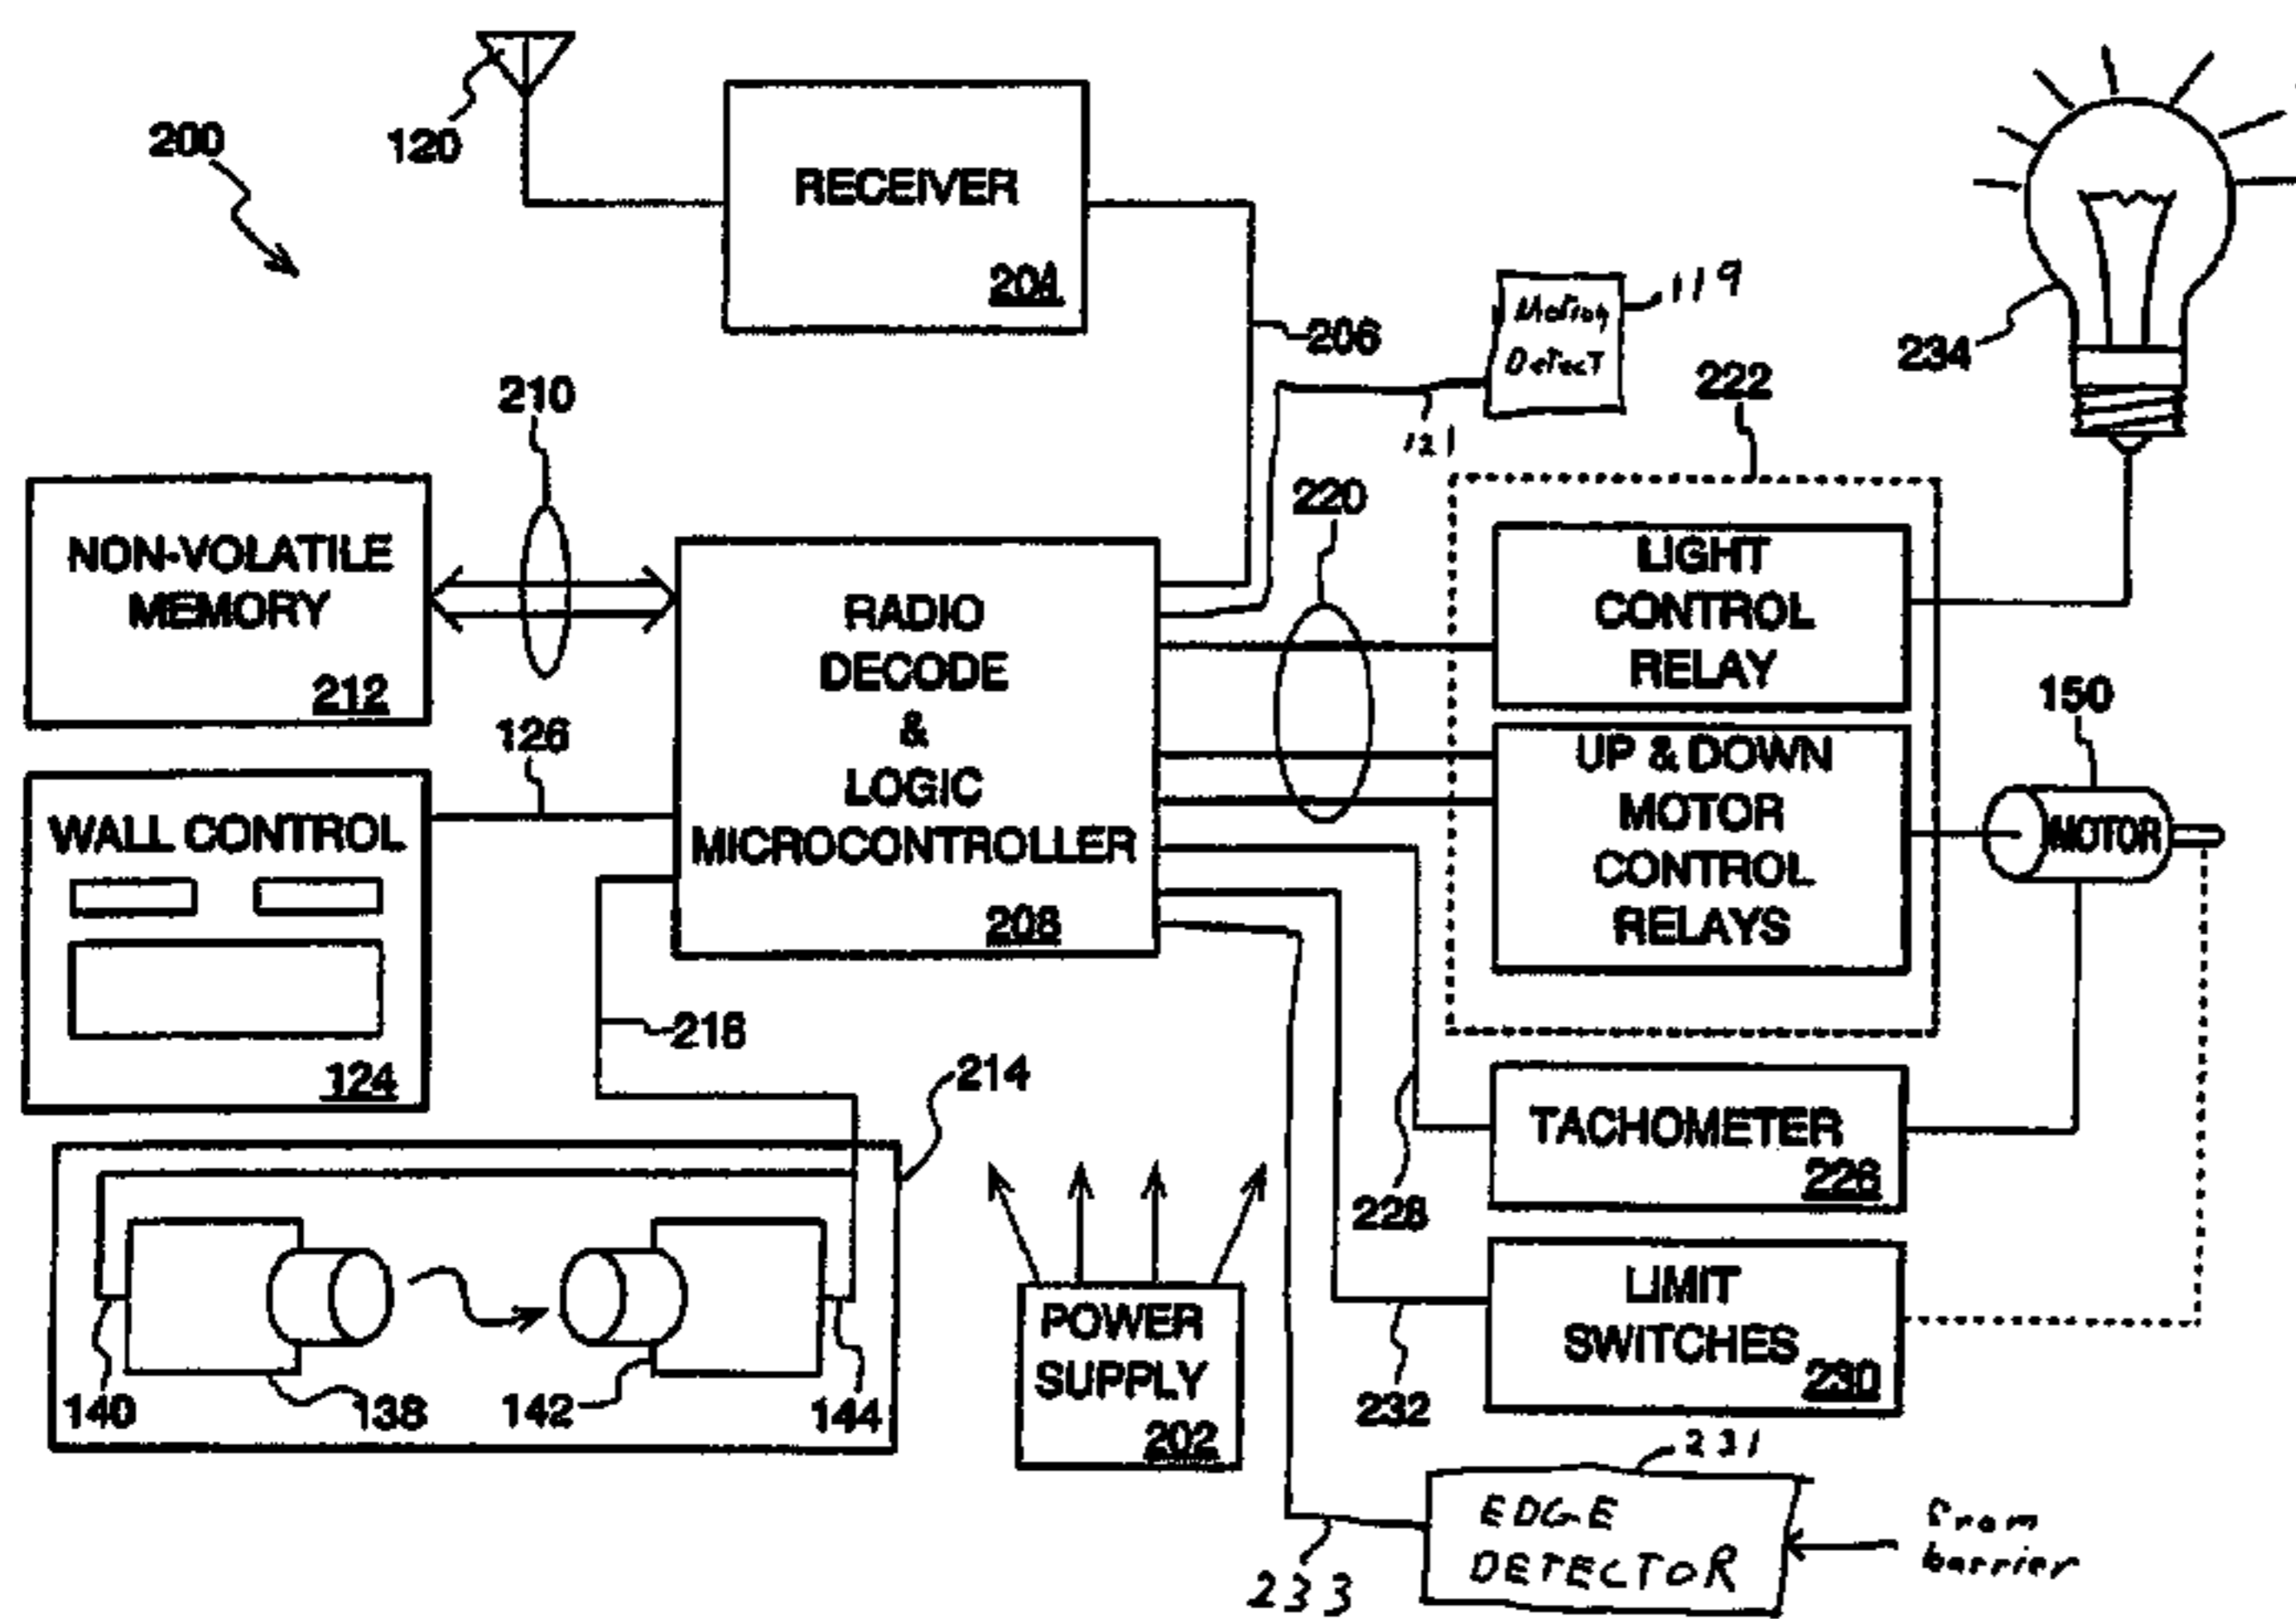 200
120
RECEIVER
204
206
Motion
Detect
119
121
234
222
210
220
NON-VOLATILE
MEMORY
212
126
WALL CONTROL
124
RADIO
DECODE
&
LOGIC
MICROCONTROLLER
208
LIGHT
CONTROL
RELAY
UP & DOWN
MOTOR
CONTROL
RELAYS
150
MOTOR
216
214
140
138
142
144
POWER
SUPPLY
202
228
TACHOMETER
226
232
LIMIT
SWITCHES
230
231
233
EDGE
DETECTOR
From
barrier